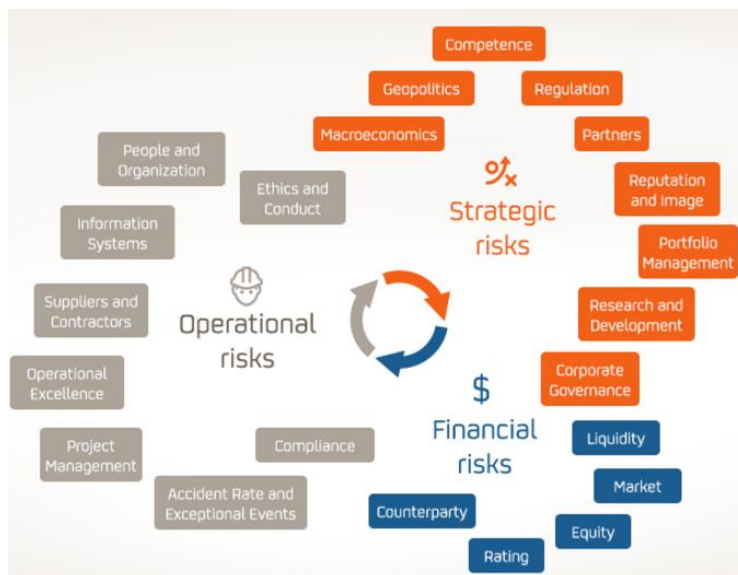 Competence
Geopolitics
Regulation
Macroeconomics
Partners
People and
Organization
Ethics and
Conduct
Reputation
and Image
Strategic
risks
Information
Systems
Portfolio
Management
Suppliers and
Contractors
Operational
risks
Research and
Development
Operational
Excellence
Corporate
Governance
$
Financial
risks
Liquidity
Project
Management
Compliance
Market
Accident Rate and
Exceptional Events
Counterparty
Equity
Rating